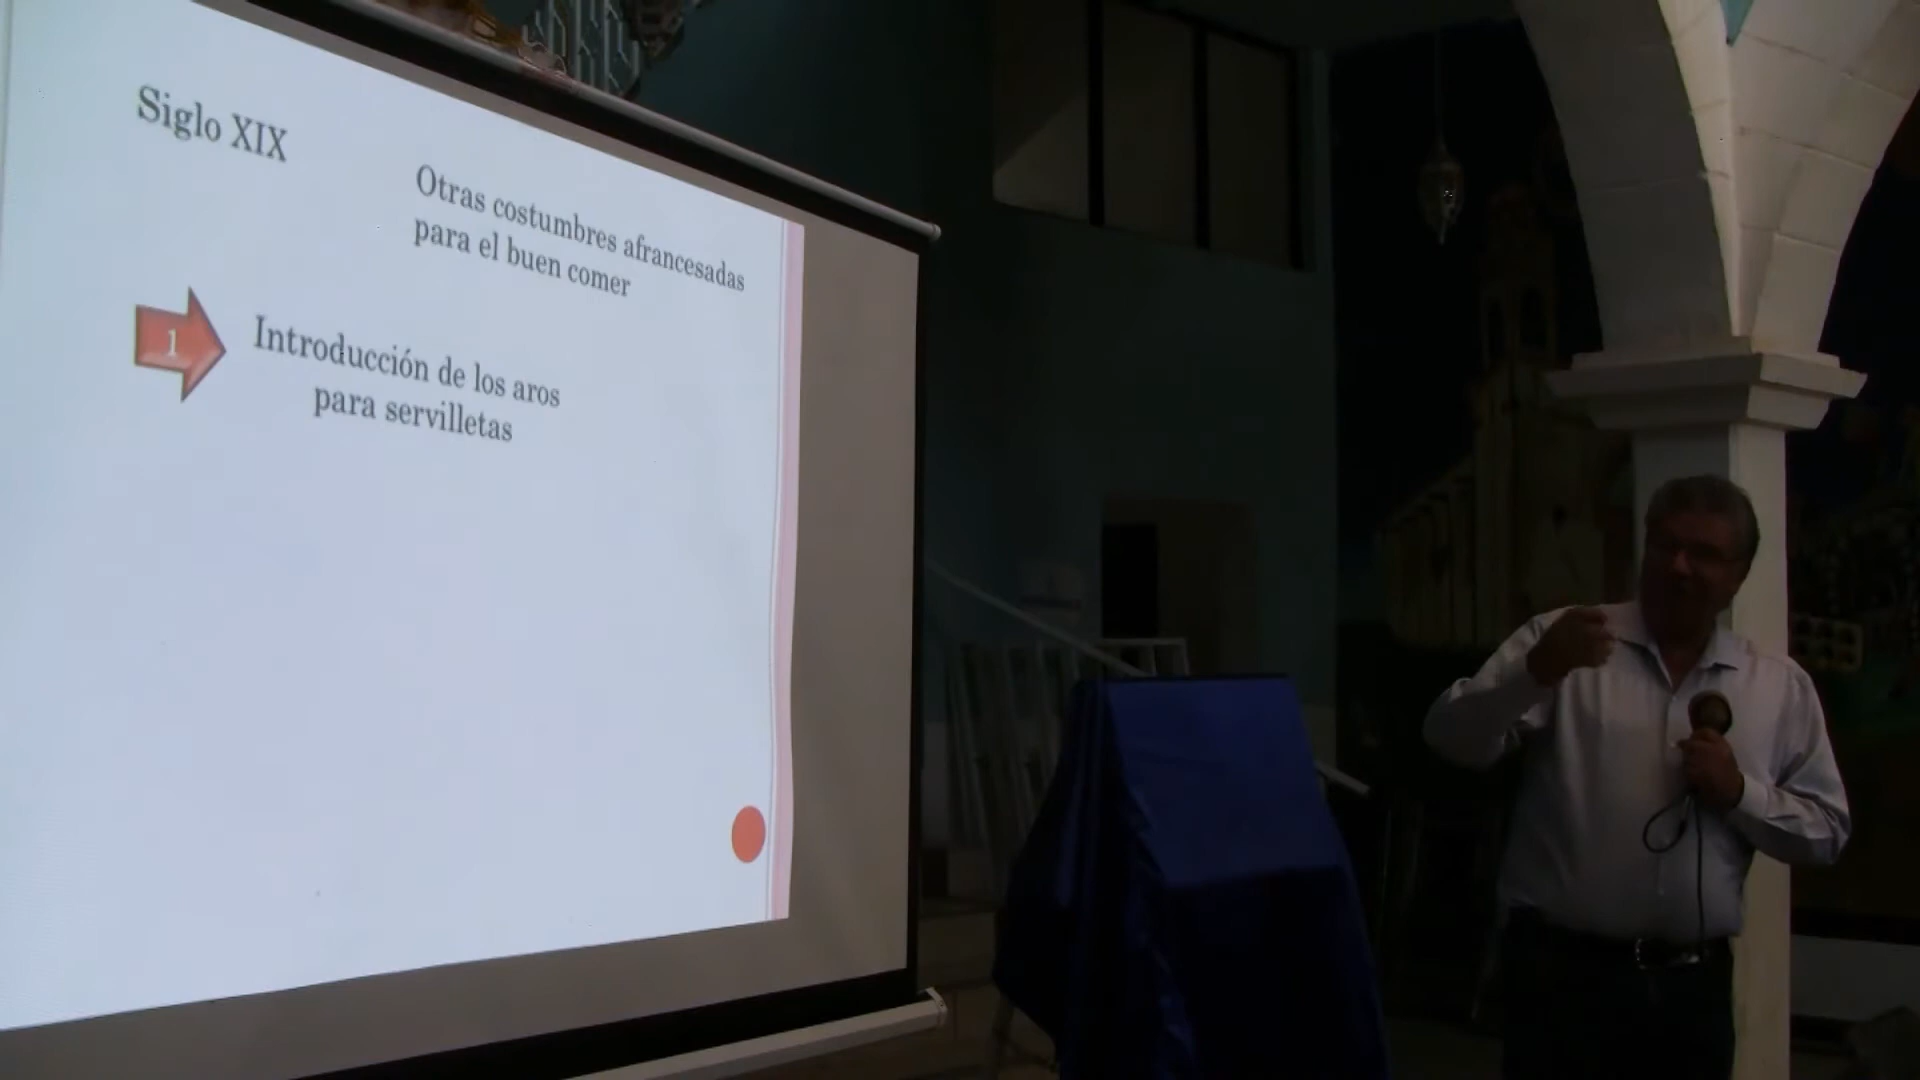 Siglo XIX
Otras costumbres afrancesadas
para el buen comer
1
Introducción de los aros
para servilletas